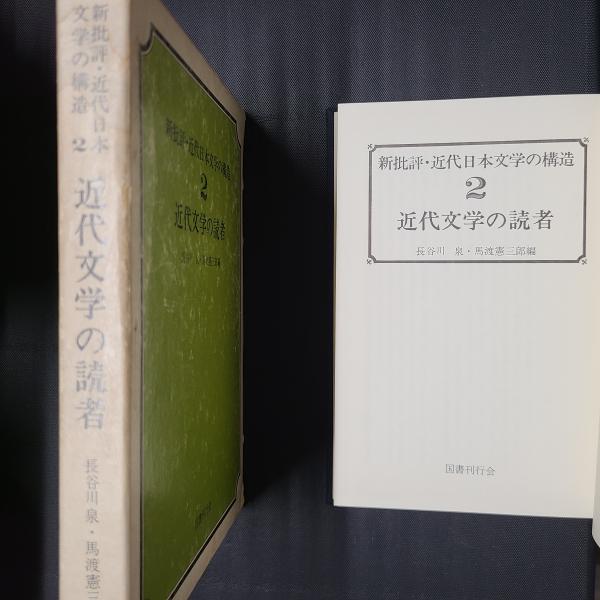 新批評・近代日本
文学の構造 2
近代文学の読者
長谷川 泉・馬渡憲三
新批評・近代日本文学の構造
2
近代文学の読者
新批評・近代日本文学の構造
2
近代文学の読者
長谷川 泉・馬渡憲三郎編
国書刊行会